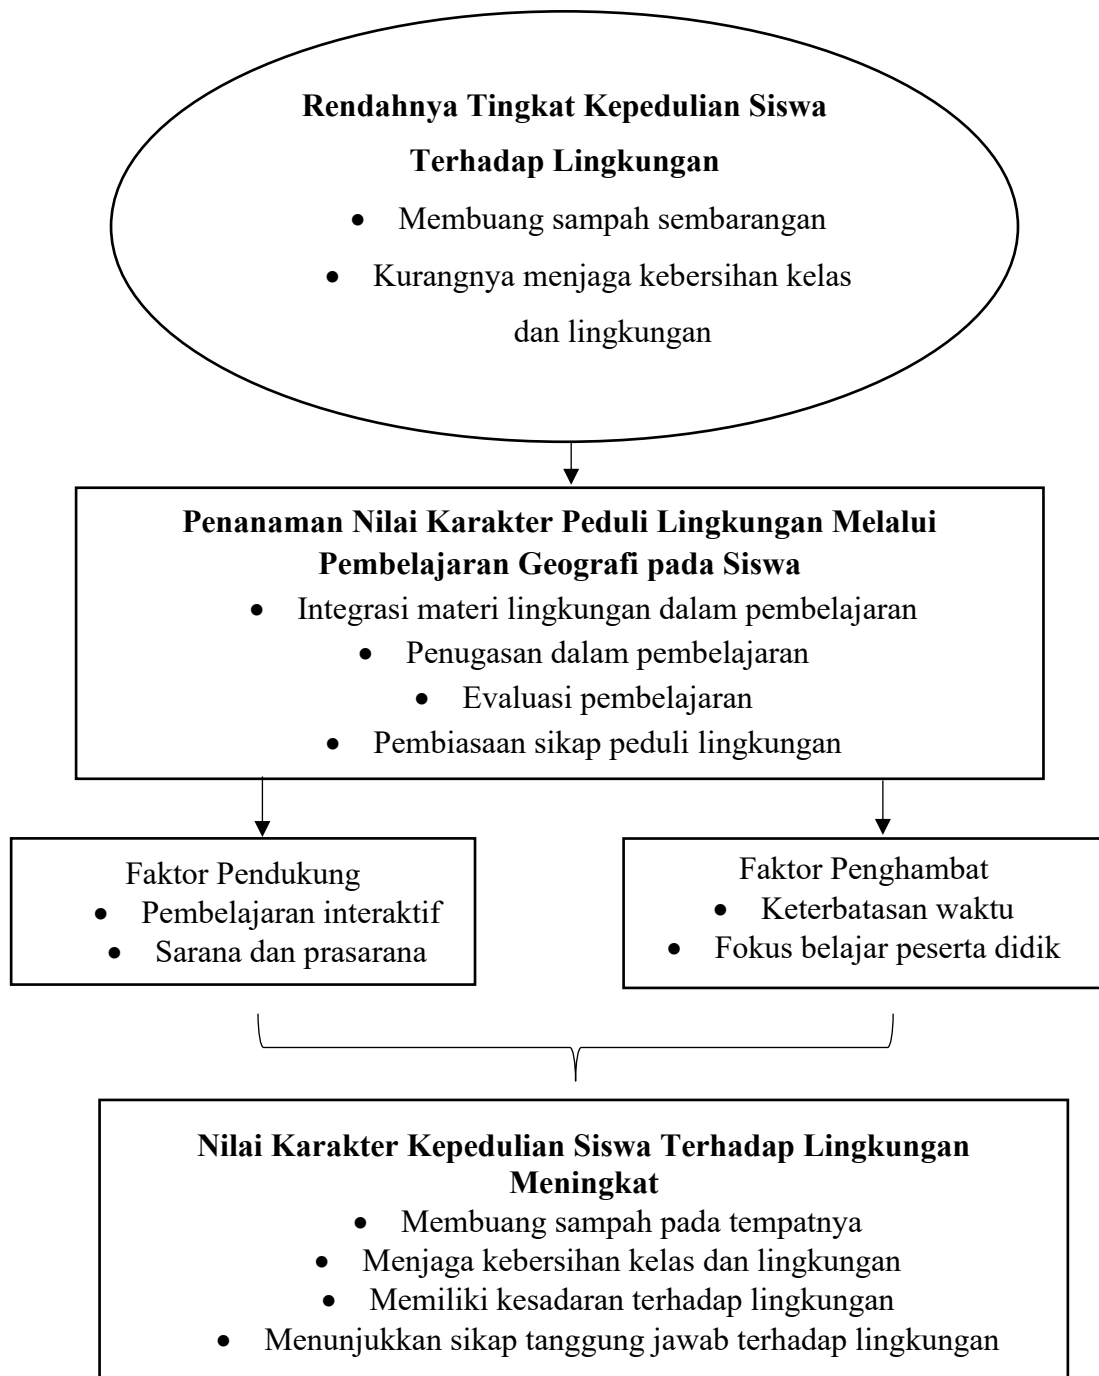 Rendahnya Tingkat Kepedulian Siswa
Terhadap Lingkungan
• Membuang sampah sembarangan
• Kurangnya menjaga kebersihan kelas
dan lingkungan
Penanaman Nilai Karakter Peduli Lingkungan Melalui
Pembelajaran Geografi pada Siswa
• Integrasi materi lingkungan dalam pembelajaran
• Penugasan dalam pembelajaran
• Evaluasi pembelajaran
• Pembiasaan sikap peduli lingkungan
Faktor Pendukung
• Pembelajaran interaktif
• Sarana dan prasarana
Faktor Penghambat
• Keterbatasan waktu
• Fokus belajar peserta didik
Nilai Karakter Kepedulian Siswa Terhadap Lingkungan
Meningkat
• Membuang sampah pada tempatnya
• Menjaga kebersihan kelas dan lingkungan
• Memiliki kesadaran terhadap lingkungan
• Menunjukkan sikap tanggung jawab terhadap lingkungan